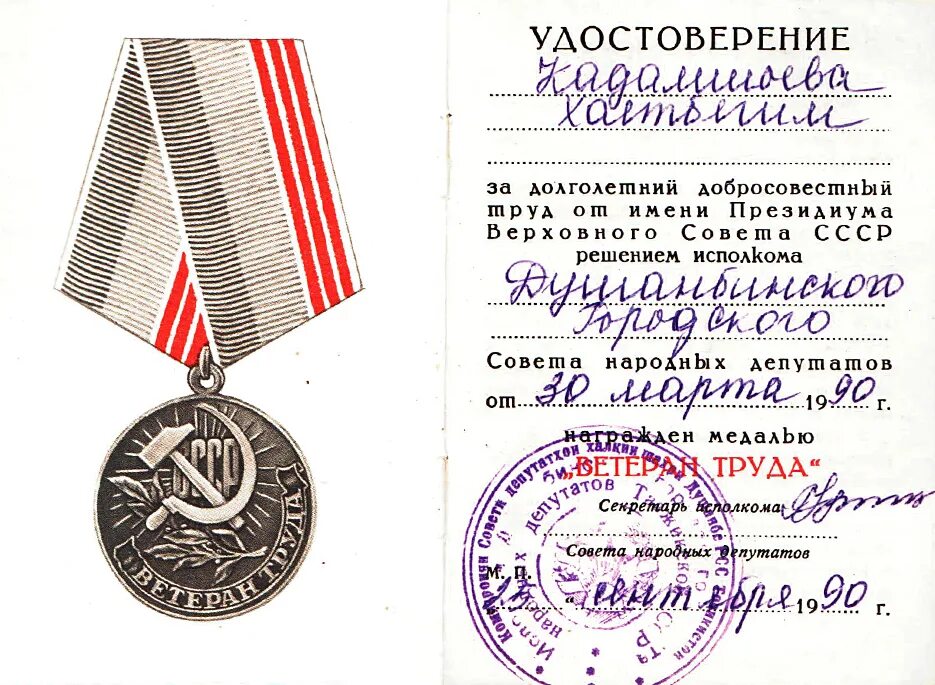 СССР
ВЕТЕРАН ТРУДА
УДОСТОВЕРЕНИЕ
Кадамшоева
Хаетбегим
за долголетний добросовестный
труд от имени Президиума
Верховного Совета СССР
решением исполкома
Душанбинского
Городского
Совета народных депутатов
от 30 марта 1990 г.
награжден медалью
„ВЕТЕРАН ТРУДА“
Секретарь исполкома
Совета народных депутатов
М. П.
сентября 1990 г.